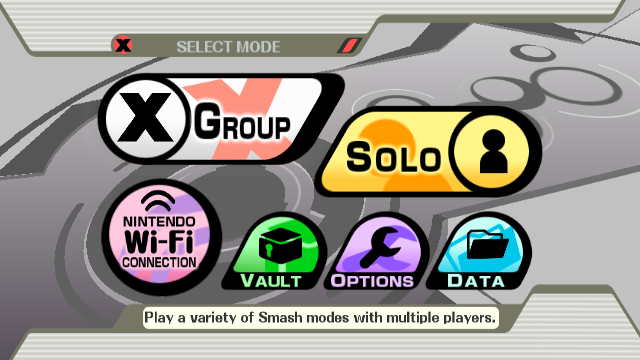 SELECT MODE
GROUP
SOLO
NINTENDO
Wi-Fi
CONNECTION
VAULT
OPTIONS
DATA
Play a variety of Smash modes with multiple players.